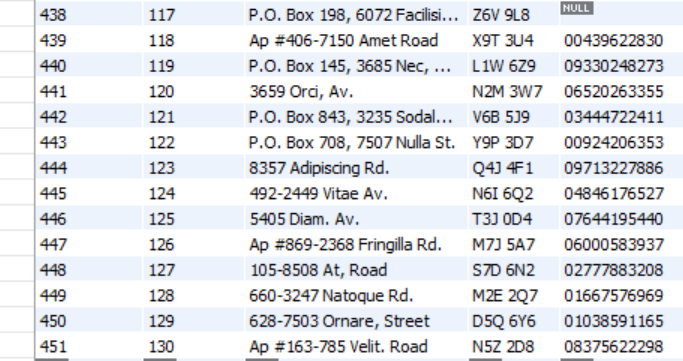 438 117 P.O. Box 198, 6072 Facilisi... Z6V 9L8 NULL
439 118 Ap #406-7150 Amet Road X9T 3U4 00439622830
440 119 P.O. Box 145, 3685 Nec, ... L1W 6Z9 09330248273
441 120 3659 Orci, Av. N2M 3W7 06520263355
442 121 P.O. Box 843, 3235 Sodal... V6B 5J9 03444722411
443 122 P.O. Box 708, 7507 Nulla St. Y9P 3D7 00924206353
444 123 8357 Adipiscing Rd. Q4J 4F1 09713227886
445 124 492-2449 Vitae Av. N6I 6Q2 04846176527
446 125 5405 Diam. Av. T3J 0D4 07644195440
447 126 Ap #869-2368 Fringilla Rd. M7J 5A7 06000583937
448 127 105-8508 At, Road S7D 6N2 02777883208
449 128 660-3247 Natoque Rd. M2E 2Q7 01667576969
450 129 628-7503 Ornare, Street D5Q 6Y6 01038591165
451 130 Ap #163-785 Velit. Road N5Z 2D8 08375622298